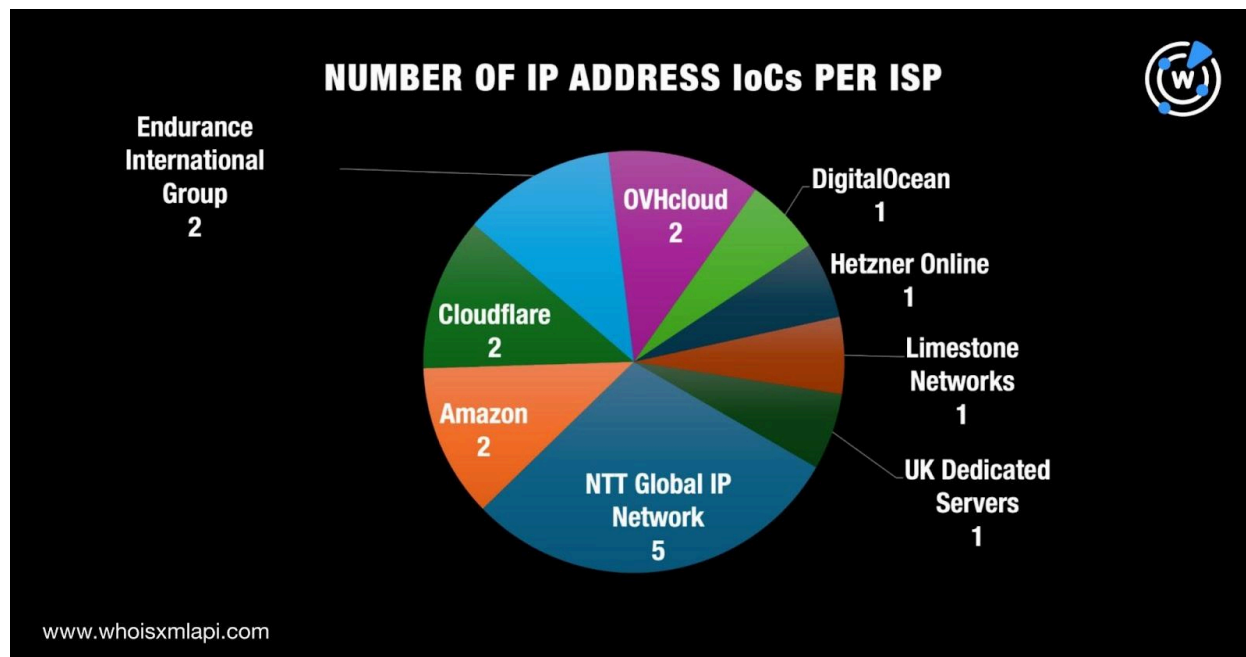 NUMBER OF IP ADDRESS IoCs PER ISP
W
Endurance
International
Group
2
OVHcloud
2
DigitalOcean
1
Hetzner Online
1
Limestone
Networks
1
UK Dedicated
Servers
1
NTT Global IP
Network
5
Amazon
2
Cloudflare
2
www.whoisxmlapi.com